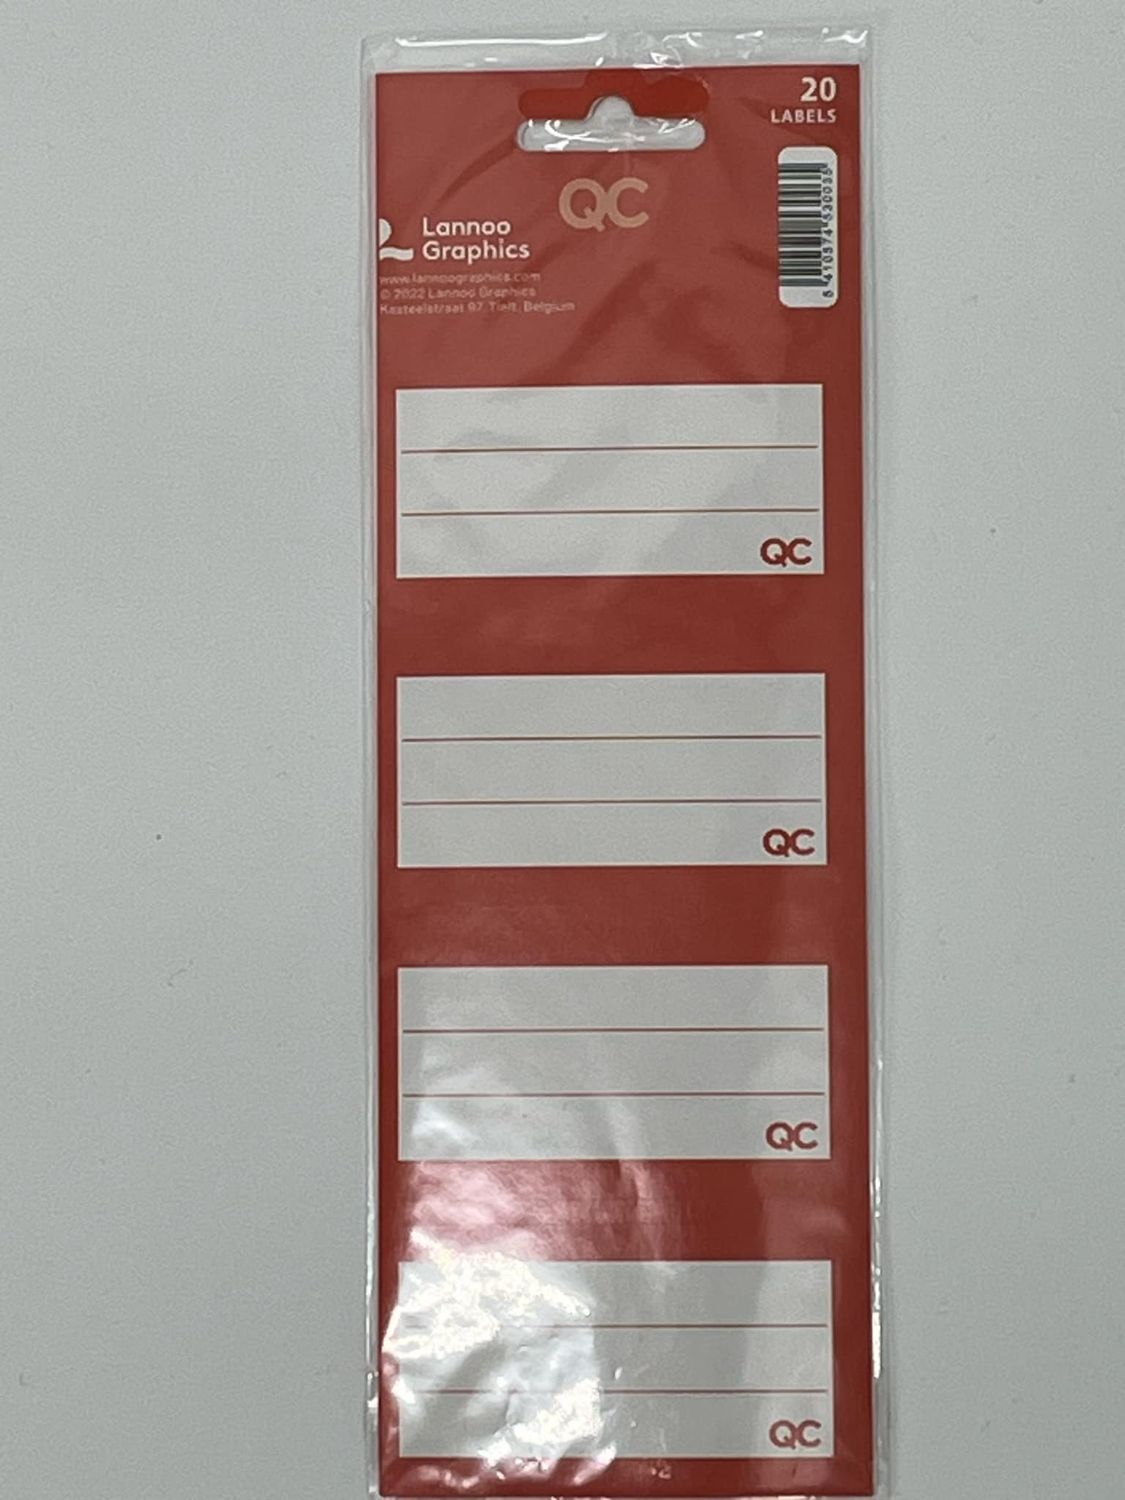 20
LABELS
QC
Lannoo
Graphics
www.lannoographics.com
© 2022 Lannoo Graphics
Kasteelstraat 97, Tielt, Belgium
QC
QC
QC
QC